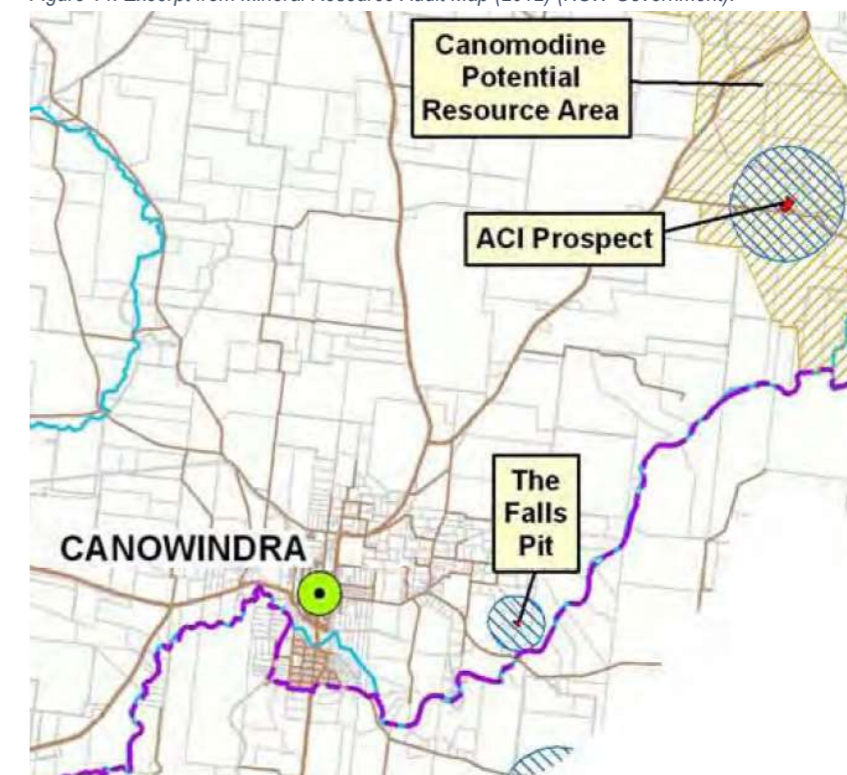 Canomodine
Potential
Resource Area
ACI Prospect
The
Falls
Pit
CANOWINDRA